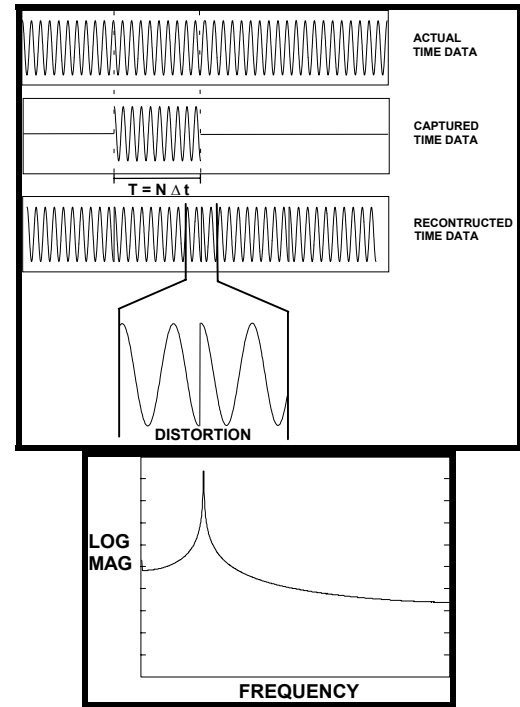 ACTUAL
TIME DATA
CAPTURED
TIME DATA
T = N Δ t
RECONTRUCTED
TIME DATA
DISTORTION
LOG
MAG
FREQUENCY